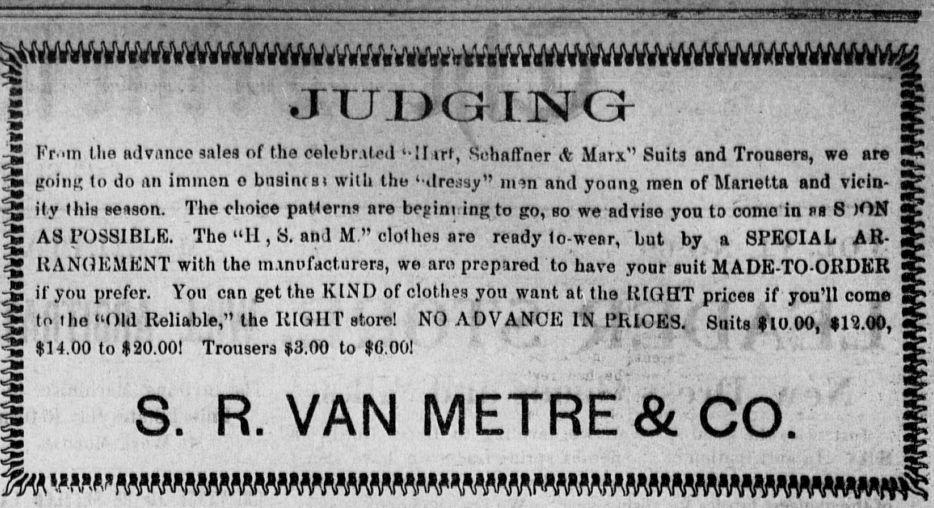 JUDGING
From the advance sales of the celebrated "Hart, Schaffner & Marx" Suits and Trousers, we are
going to do an immen e business with the "dressy" men and young men of Marietta and vicin-
ity this season. The choice patterns are begining to go, so we advise you to come in as SOON
AS POSSIBLE. The "H, S. and M." clothes are ready to-wear, but by a SPECIAL AR-
RANGEMENT with the manufacturers, we are prepared to have your suit MADE-TO-ORDER
if you prefer. You can get the KIND of clothes you want at the RIGHT prices if you'll come
to the "Old Reliable," the RIGHT store! NO ADVANCE IN PRICES. Suits $10.00, $12.00,
$14.00 to $20.00! Trousers $3.00 to $6.00!
S. R. VAN METRE & CO.